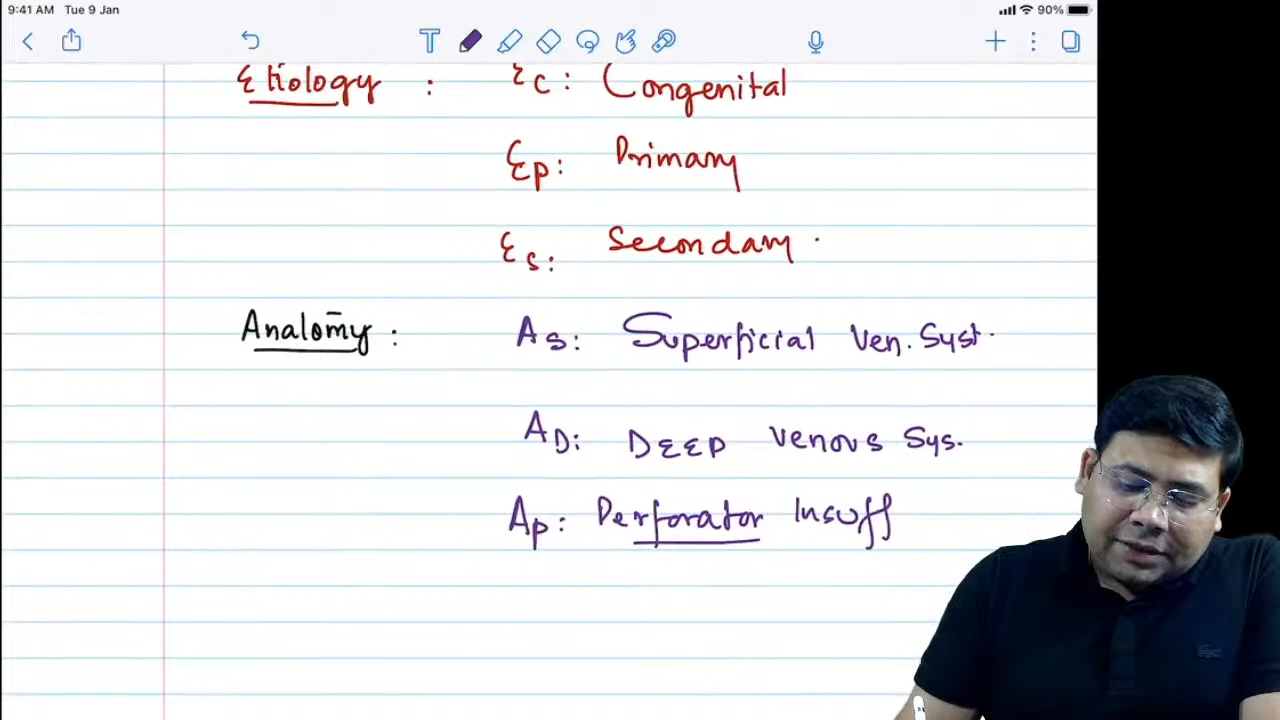 9:41 AM Tue 9 Jan 90%
Etiology : Ec: Congenital
Ep: Primary
Es: Secondary.
Anatomy : As: Superficial Ven. Syst.
AD: DEEP Venous Sys.
Ap: Perforator Insuff